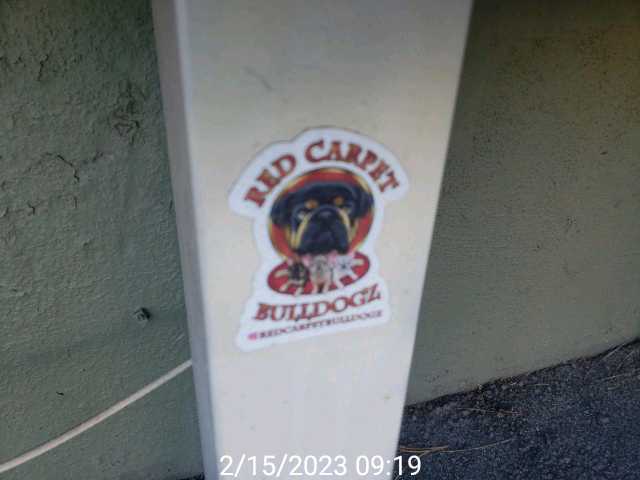 RED CARPET
BULLDOGZ
REDCARPETBULLDOGZ
2/15/2023 09:19